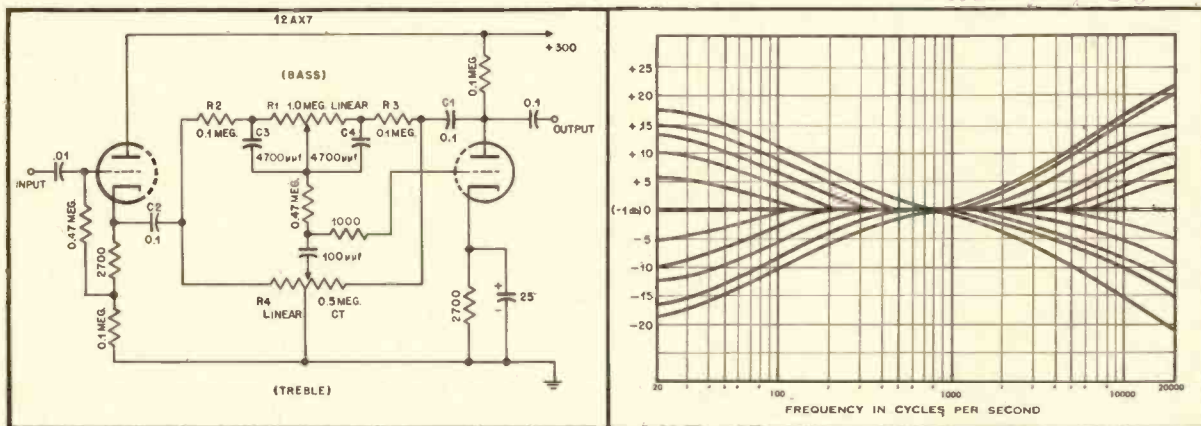 12AX7
+300
(BASS)
0.1 MEG.
R2
R1 1.0 MEG. LINEAR
R3
C1
0.1
OUTPUT
0.1 MEG.
C3
C4
0.1 MEG.
0.1
.01
4700μμf
4700μμf
INPUT
0.47 MEG.
C2
0.1
0.47 MEG.
1000
2700
100μμf
R4
LINEAR
0.5 MEG.
CT
2700
+
-
25
0.1 MEG.
(TREBLE)
+25
+20
+15
+10
+5
(-1db) 0
-5
-10
-15
-20
20
100
1000
10000
20000
FREQUENCY IN CYCLES PER SECOND